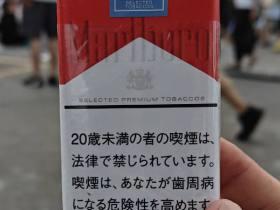 SELECTED
TOBACCOS
Marlboro
SELECTED PREMIUM TOBACCOS
20歳未満の者の喫煙は、
法律で禁じられています。
喫煙は、あなたが歯周病
になる危険性を高めます